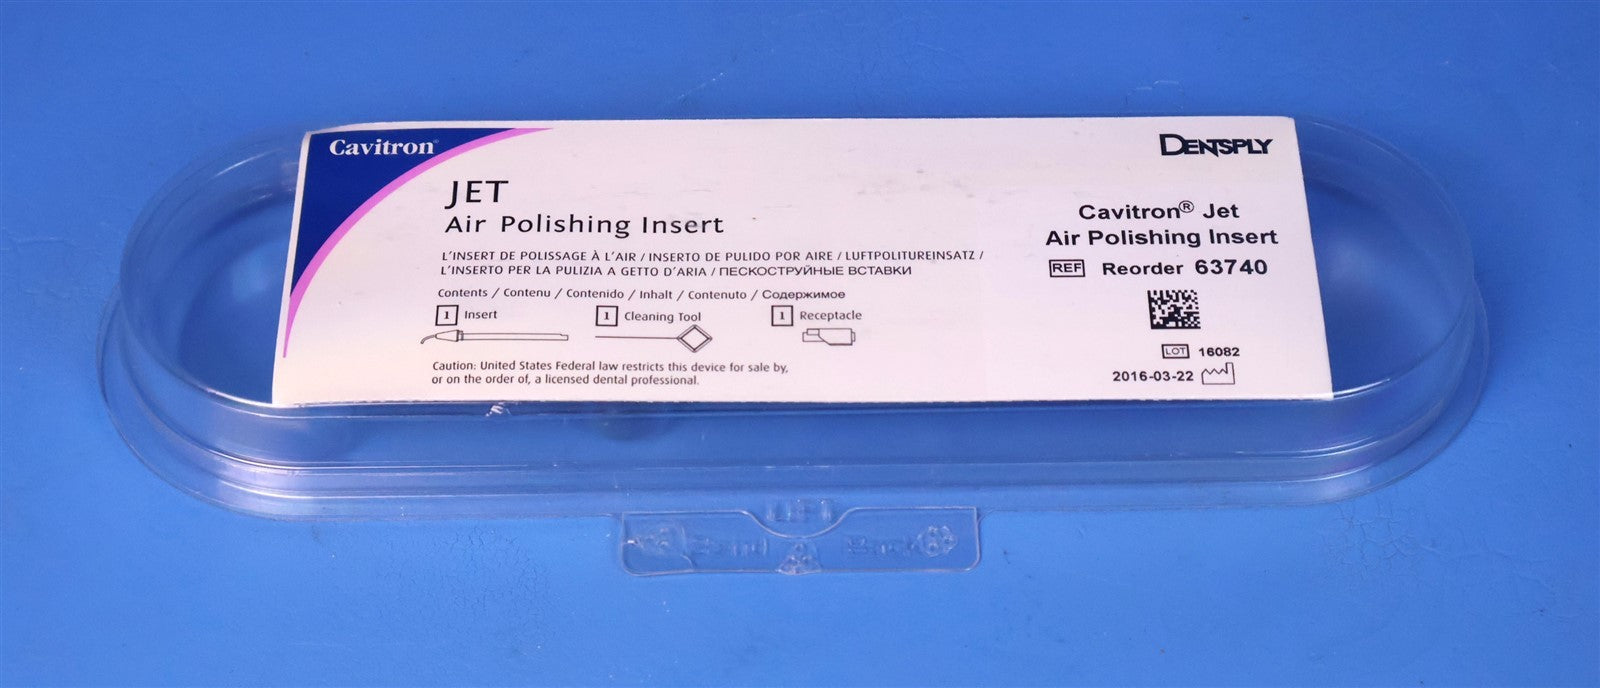 Cavitron®
DENTSPLY
JET
Air Polishing Insert
L'INSERT DE POLISSAGE À L'AIR / INSERTO DE PULIDO POR AIRE / LUFTPOLITUREINSATZ /
L'INSERTO PER LA PULIZIA A GETTO D'ARIA / ПЕСКОСТРУЙНЫЕ ВСТАВКИ
Contents / Contenu / Contenido / Inhalt / Contenuto / Содержимое
1 Insert
1 Cleaning Tool
1 Receptacle
Caution: United States Federal law restricts this device for sale by,
or on the order of, a licensed dental professional.
Cavitron® Jet
Air Polishing Insert
REF Reorder 63740
LOT 16082
2016-03-22
LIFT
Bend Back